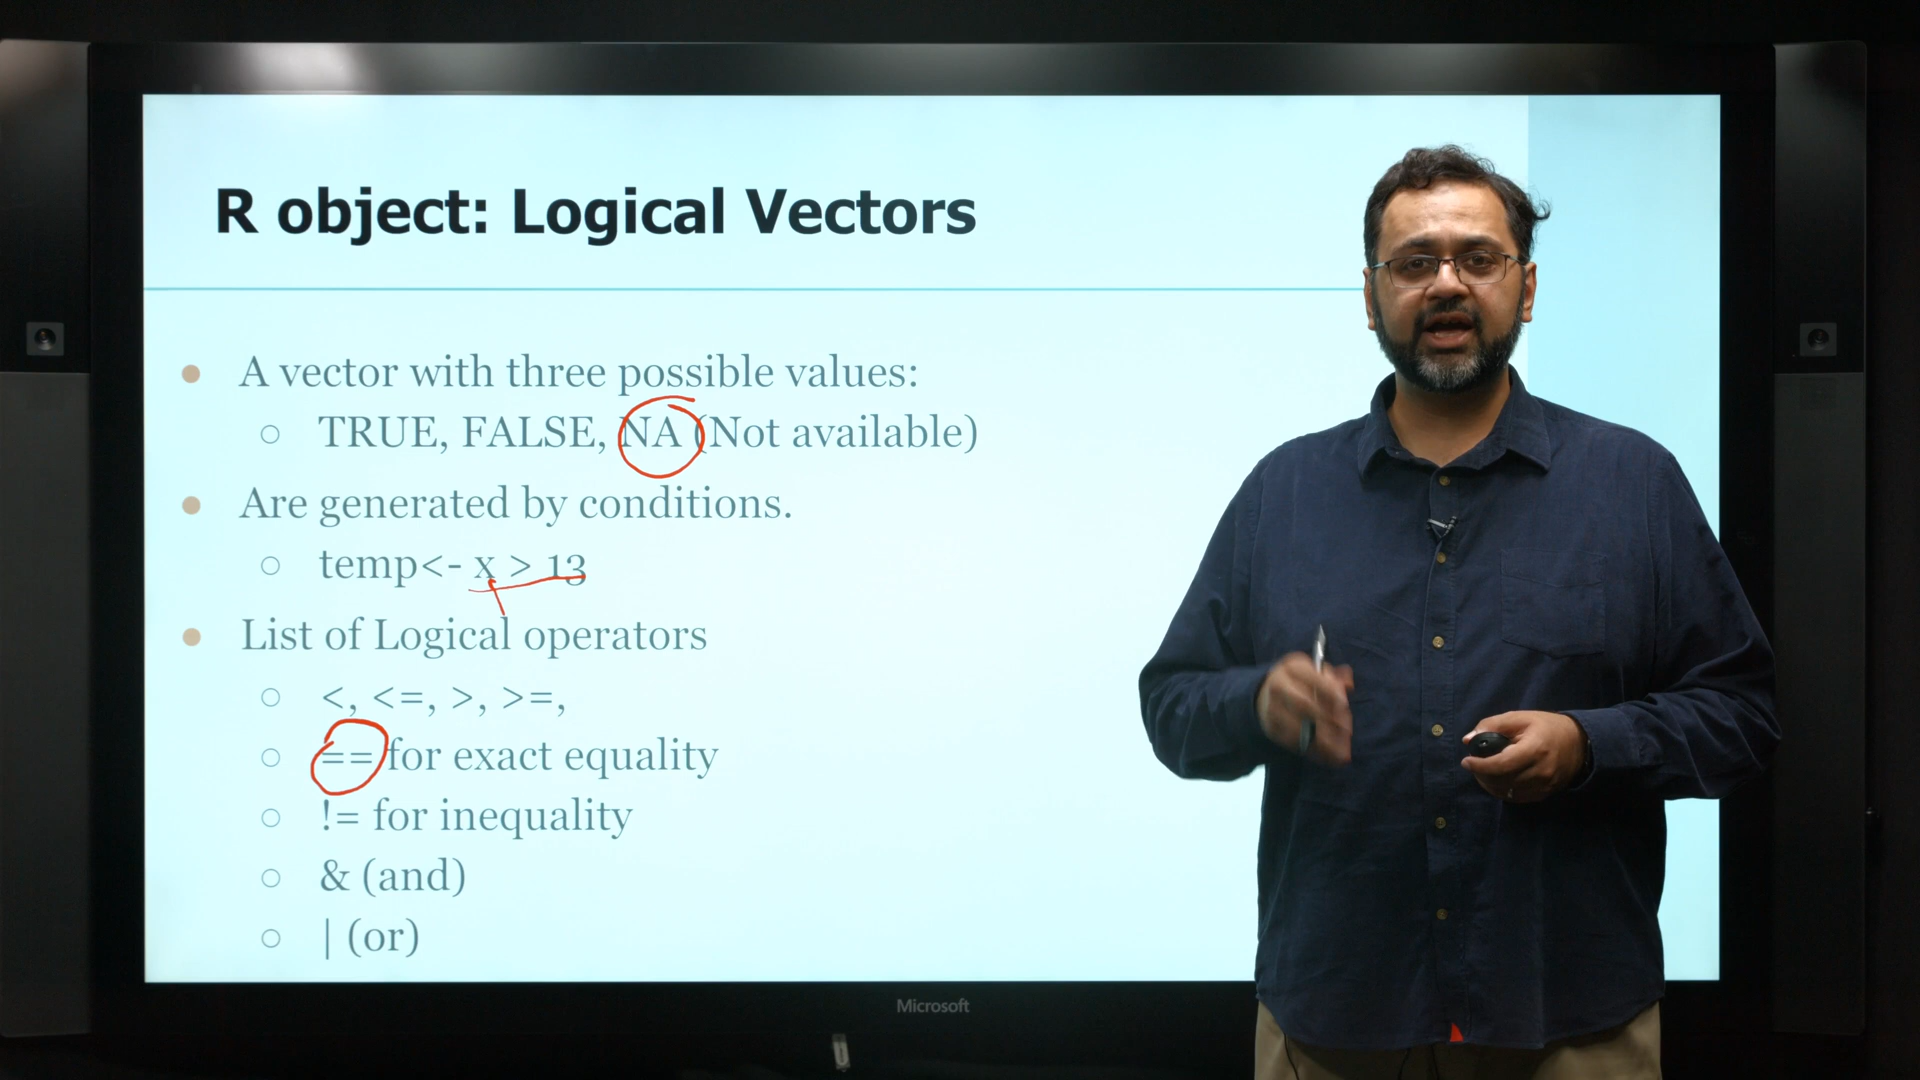 R object: Logical Vectors
● A vector with three possible values:
○ TRUE, FALSE, NA (Not available)
● Are generated by conditions.
○ temp<- x > 13
● List of Logical operators
○ <, <=, >, >=,
○ == for exact equality
○ != for inequality
○ & (and)
○ | (or)
Microsoft